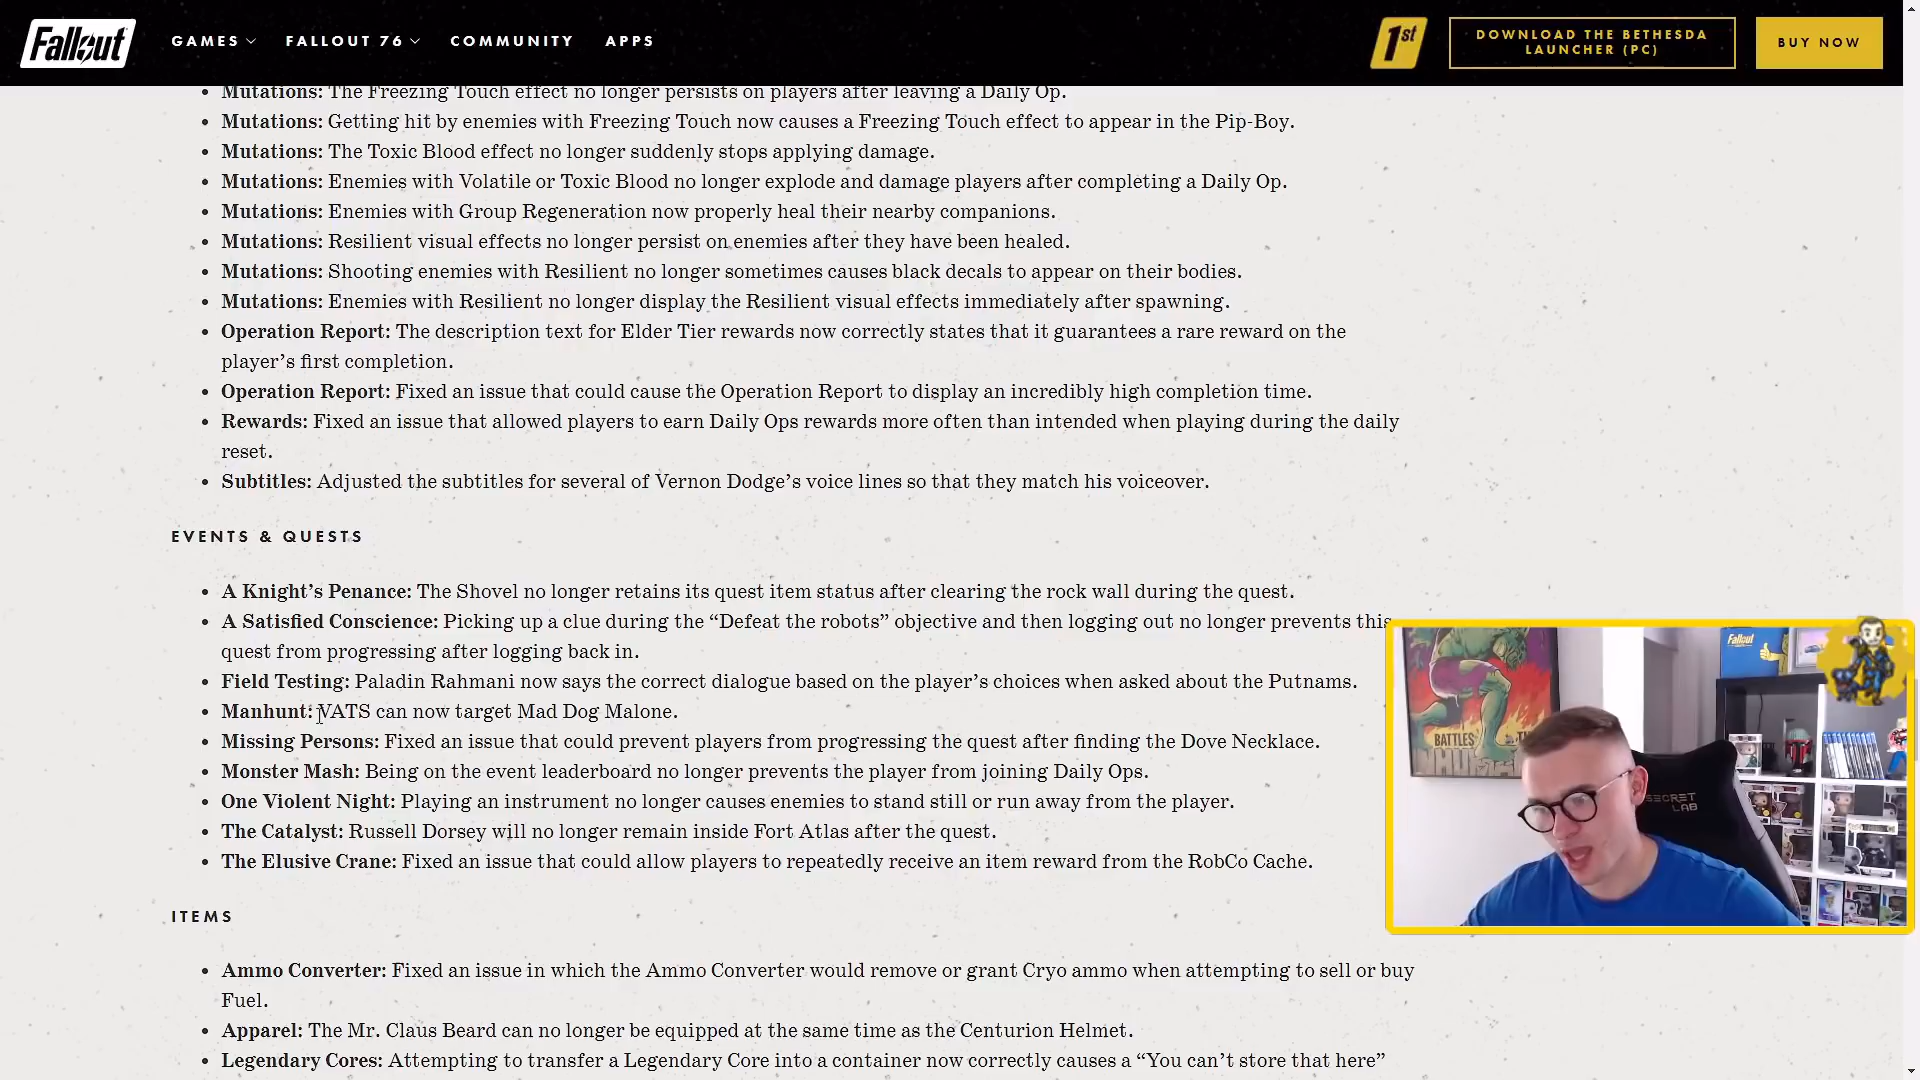 Fallout
GAMES
FALLOUT 76
COMMUNITY
APPS
1st
DOWNLOAD THE BETHESDA
LAUNCHER (PC)
BUY NOW
Mutations: The Freezing Touch effect no longer persists on players after leaving a Daily Op.
Mutations: Getting hit by enemies with Freezing Touch now causes a Freezing Touch effect to appear in the Pip-Boy.
Mutations: The Toxic Blood effect no longer suddenly stops applying damage.
Mutations: Enemies with Volatile or Toxic Blood no longer explode and damage players after completing a Daily Op.
Mutations: Enemies with Group Regeneration now properly heal their nearby companions.
Mutations: Resilient visual effects no longer persist on enemies after they have been healed.
Mutations: Shooting enemies with Resilient no longer sometimes causes black decals to appear on their bodies.
Mutations: Enemies with Resilient no longer display the Resilient visual effects immediately after spawning.
Operation Report: The description text for Elder Tier rewards now correctly states that it guarantees a rare reward on the
player’s first completion.
Operation Report: Fixed an issue that could cause the Operation Report to display an incredibly high completion time.
Rewards: Fixed an issue that allowed players to earn Daily Ops rewards more often than intended when playing during the daily
reset.
Subtitles: Adjusted the subtitles for several of Vernon Dodge’s voice lines so that they match his voiceover.
EVENTS & QUESTS
A Knight’s Penance: The Shovel no longer retains its quest item status after clearing the rock wall during the quest.
A Satisfied Conscience: Picking up a clue during the “Defeat the robots” objective and then logging out no longer prevents this
quest from progressing after logging back in.
Field Testing: Paladin Rahmani now says the correct dialogue based on the player’s choices when asked about the Putnams.
Manhunt: VATS can now target Mad Dog Malone.
Missing Persons: Fixed an issue that could prevent players from progressing the quest after finding the Dove Necklace.
Monster Mash: Being on the event leaderboard no longer prevents the player from joining Daily Ops.
One Violent Night: Playing an instrument no longer causes enemies to stand still or run away from the player.
The Catalyst: Russell Dorsey will no longer remain inside Fort Atlas after the quest.
The Elusive Crane: Fixed an issue that could allow players to repeatedly receive an item reward from the RobCo Cache.
ITEMS
Ammo Converter: Fixed an issue in which the Ammo Converter would remove or grant Cryo ammo when attempting to sell or buy
Fuel.
Apparel: The Mr. Claus Beard can no longer be equipped at the same time as the Centurion Helmet.
Legendary Cores: Attempting to transfer a Legendary Core into a container now correctly causes a “You can’t store that here”
Fallout
BATTLES
SECRET
LAB